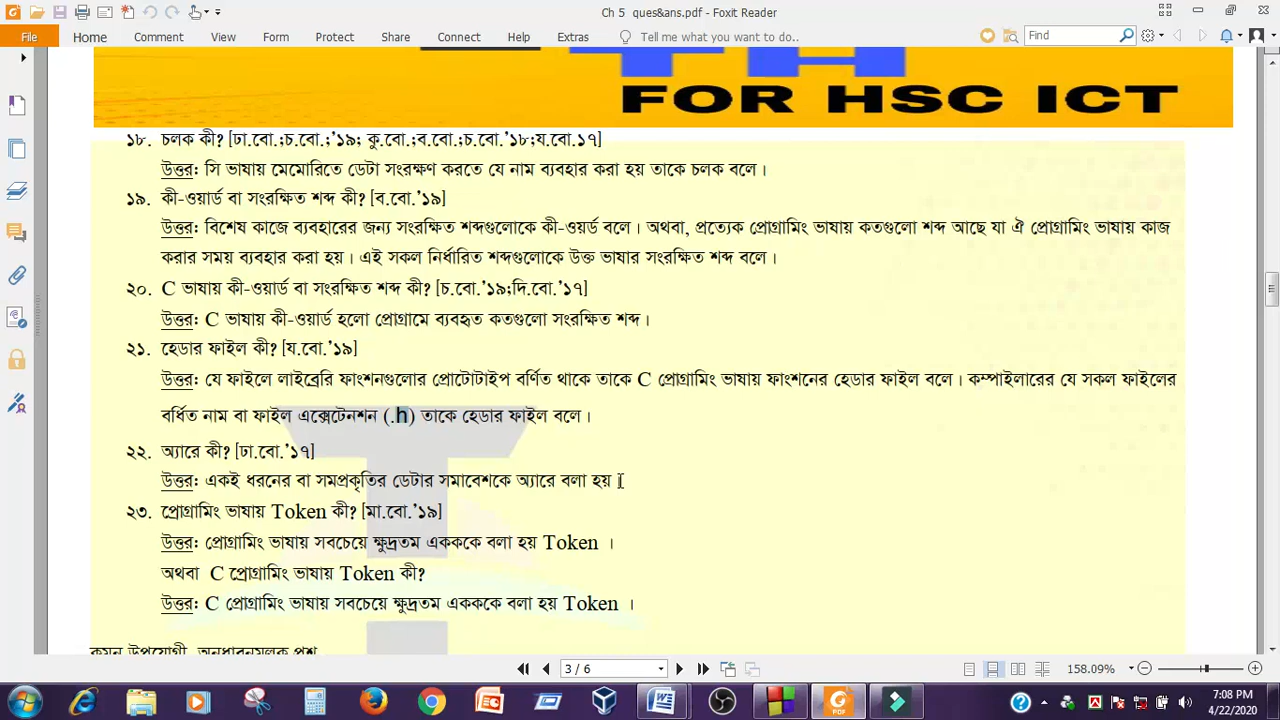 Ch 5 ques&ans.pdf - Foxit Reader
File Home Comment View Form Protect Share Connect Help Extras Tell me what you want to do... Find
FOR HSC ICT
১৮. চলক কী? [ঢা.বো.;চ.বো.;’১৯; কু.বো.;ব.বো.;চ.বো.’১৮;য.বো.১৭]
উত্তর: সি ভাষায় মেমোরিতে ডেটা সংরক্ষণ করতে যে নাম ব্যবহার করা হয় তাকে চলক বলে।
১৯. কী-ওয়ার্ড বা সংরক্ষিত শব্দ কী? [ব.বো.’১৯]
উত্তর: বিশেষ কাজে ব্যবহারের জন্য সংরক্ষিত শব্দগুলোকে কী-ওয়র্ড বলে। অথবা, প্রত্যেক প্রোগ্রামিং ভাষায় কতগুলো শব্দ আছে যা ঐ প্রোগ্রামিং ভাষায় কাজ
করার সময় ব্যবহার করা হয়। এই সকল নির্ধারিত শব্দগুলোকে উক্ত ভাষার সংরক্ষিত শব্দ বলে।
২০. C ভাষায় কী-ওয়ার্ড বা সংরক্ষিত শব্দ কী? [চ.বো.’১৯;দি.বো.’১৭]
উত্তর: C ভাষায় কী-ওয়ার্ড হলো প্রোগ্রামে ব্যবহৃত কতগুলো সংরক্ষিত শব্দ।
২১. হেডার ফাইল কী? [য.বো.’১৯]
উত্তর: যে ফাইলে লাইব্রেরি ফাংশনগুলোর প্রোটোটাইপ বর্ণিত থাকে তাকে C প্রোগ্রামিং ভাষায় ফাংশনের হেডার ফাইল বলে। কম্পাইলারের যে সকল ফাইলের
বর্ধিত নাম বা ফাইল এক্সেটেনশন (.h) তাকে হেডার ফাইল বলে।
২২. অ্যারে কী? [ঢা.বো.’১৭]
উত্তর: একই ধরনের বা সমপ্রকৃতির ডেটার সমাবেশকে অ্যারে বলা হয়।
২৩. প্রোগ্রামিং ভাষায় Token কী? [মা.বো.’১৯]
উত্তর: প্রোগ্রামিং ভাষায় সবচেয়ে ক্ষুদ্রতম একককে বলা হয় Token ।
অথবা C প্রোগ্রামিং ভাষায় Token কী?
উত্তর: C প্রোগ্রামিং ভাষায় সবচেয়ে ক্ষুদ্রতম একককে বলা হয় Token ।
3 / 6 158.09%
7:08 PM
4/22/2020